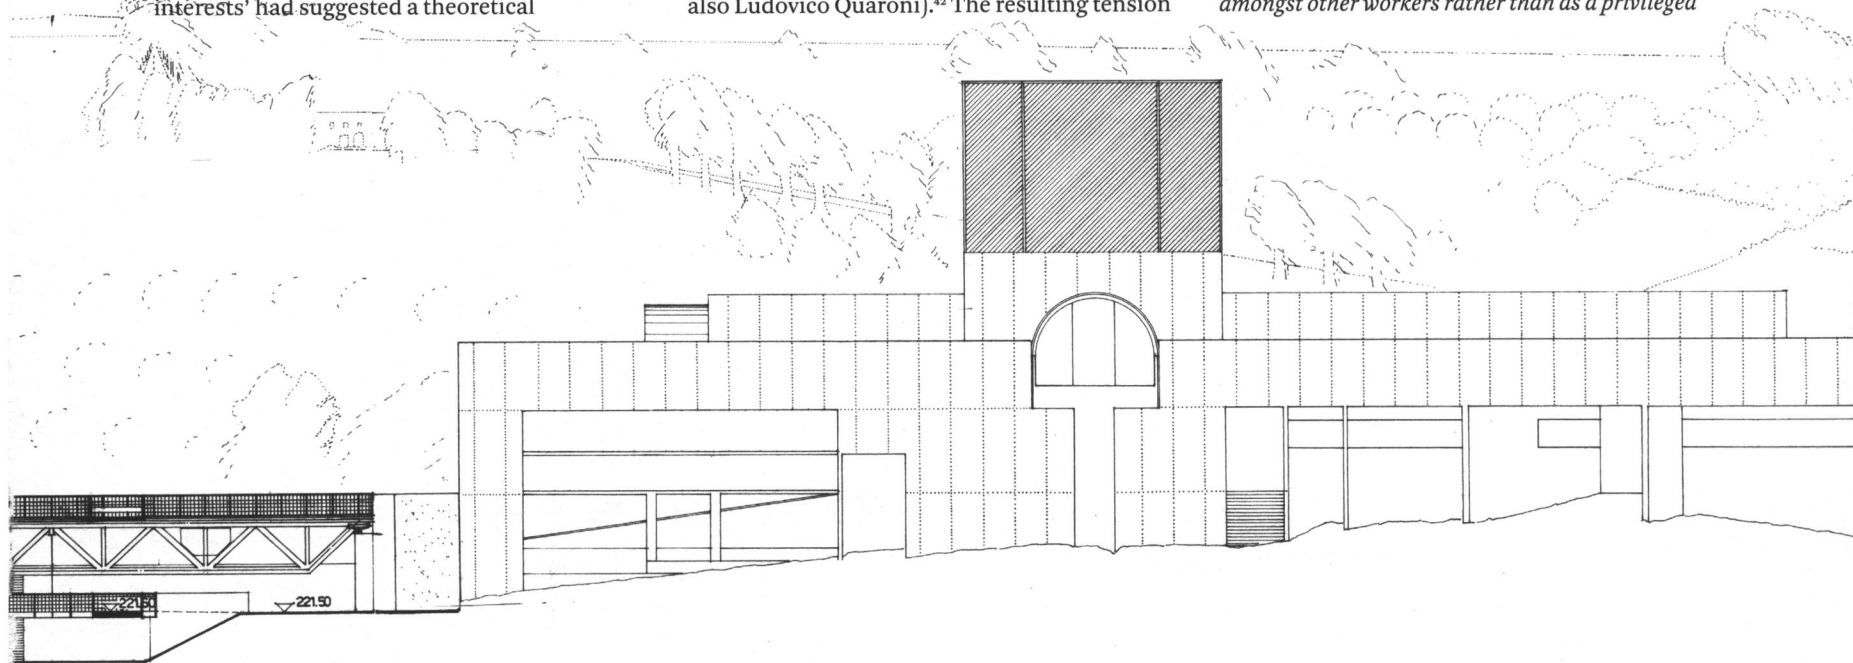 interests’ had suggested a theoretical
also Ludovico Quaroni).⁴² The resulting tension
amongst other workers rather than as a privileged
221.50
221.50